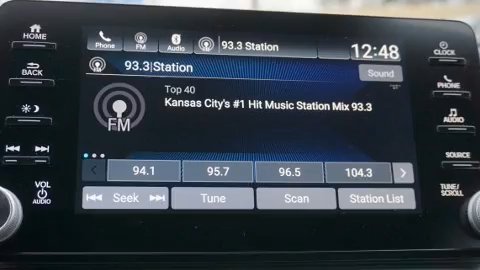 HOME
BACK
VOL
AUDIO
Phone
FM
Audio
93.3 Station
12:48
93.3|Station
Sound
FM
Top 40
Kansas City's #1 Hit Music Station Mix 93.3
94.1
95.7
96.5
104.3
Seek
Tune
Scan
Station List
CLOCK
PHONE
AUDIO
SOURCE
TUNE/
SCROLL